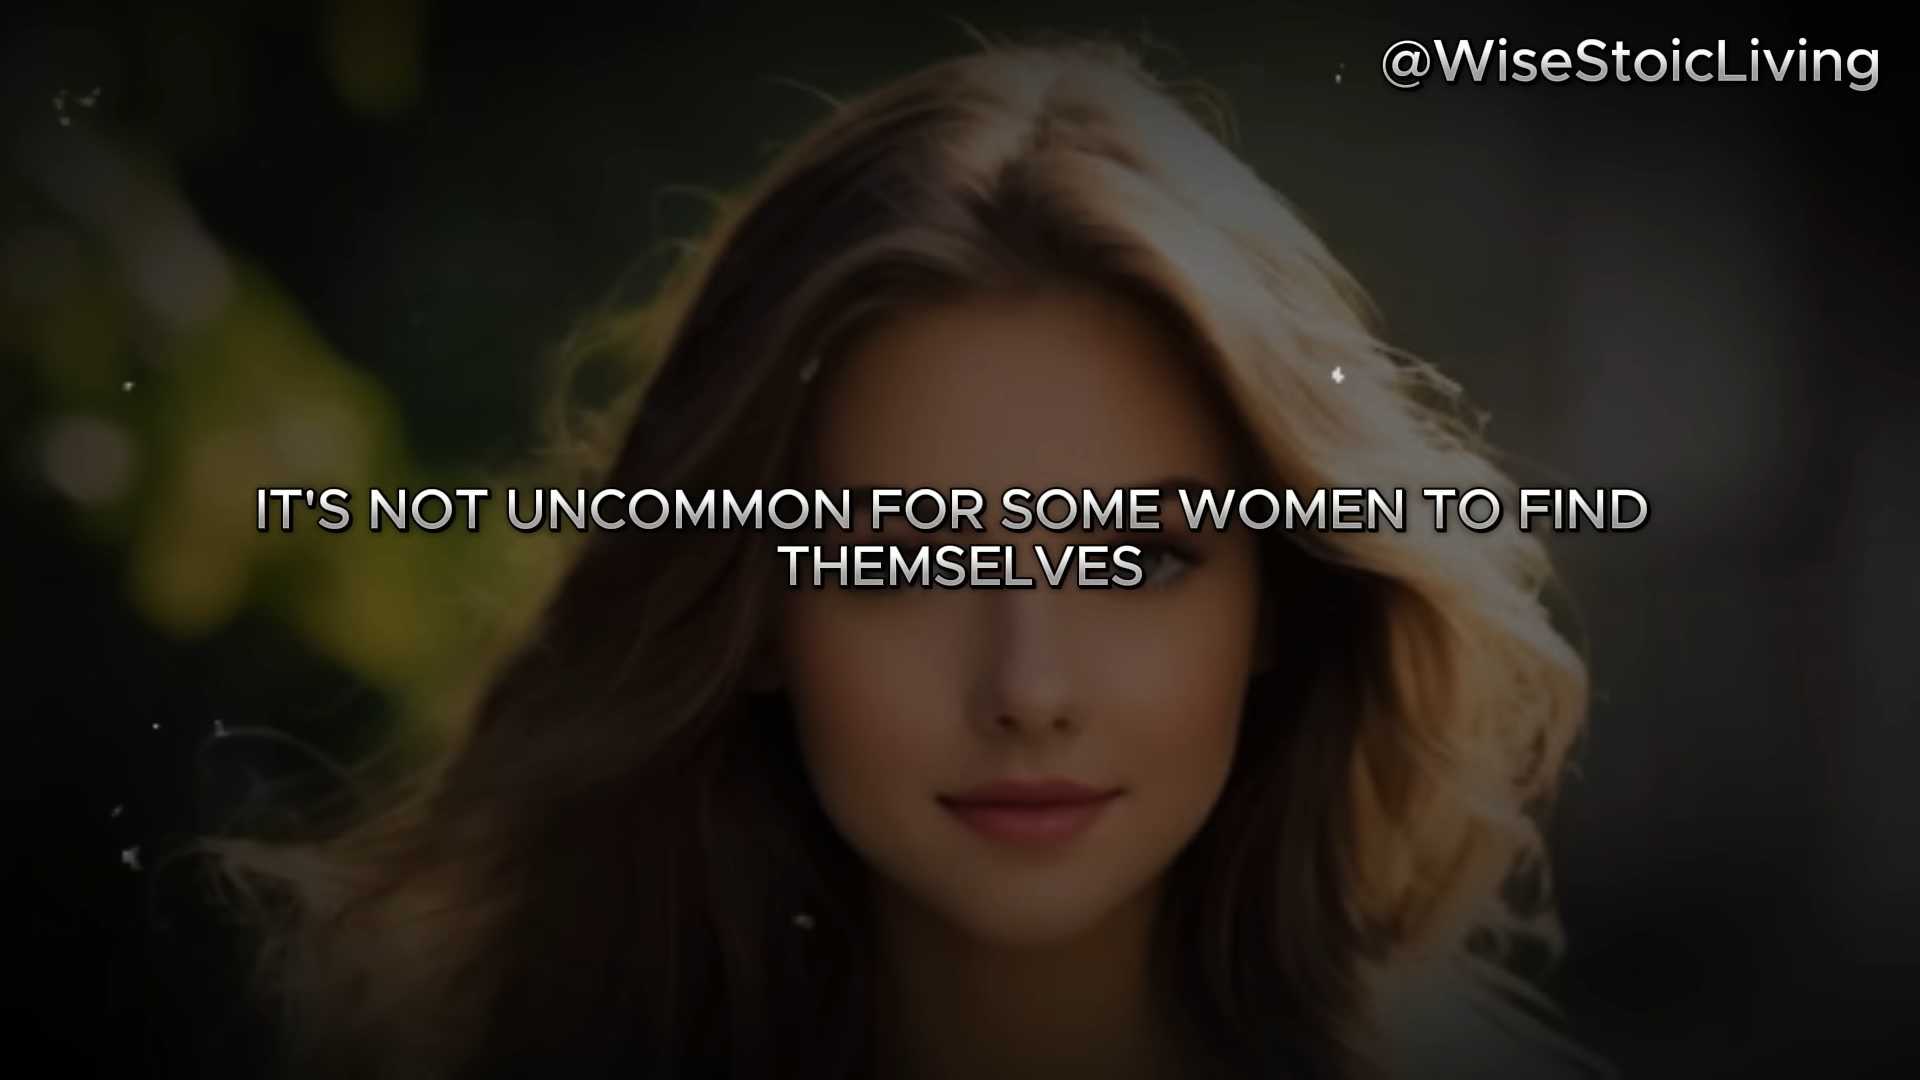 @WiseStoicLiving
IT'S NOT UNCOMMON FOR SOME WOMEN TO FIND
THEMSELVES